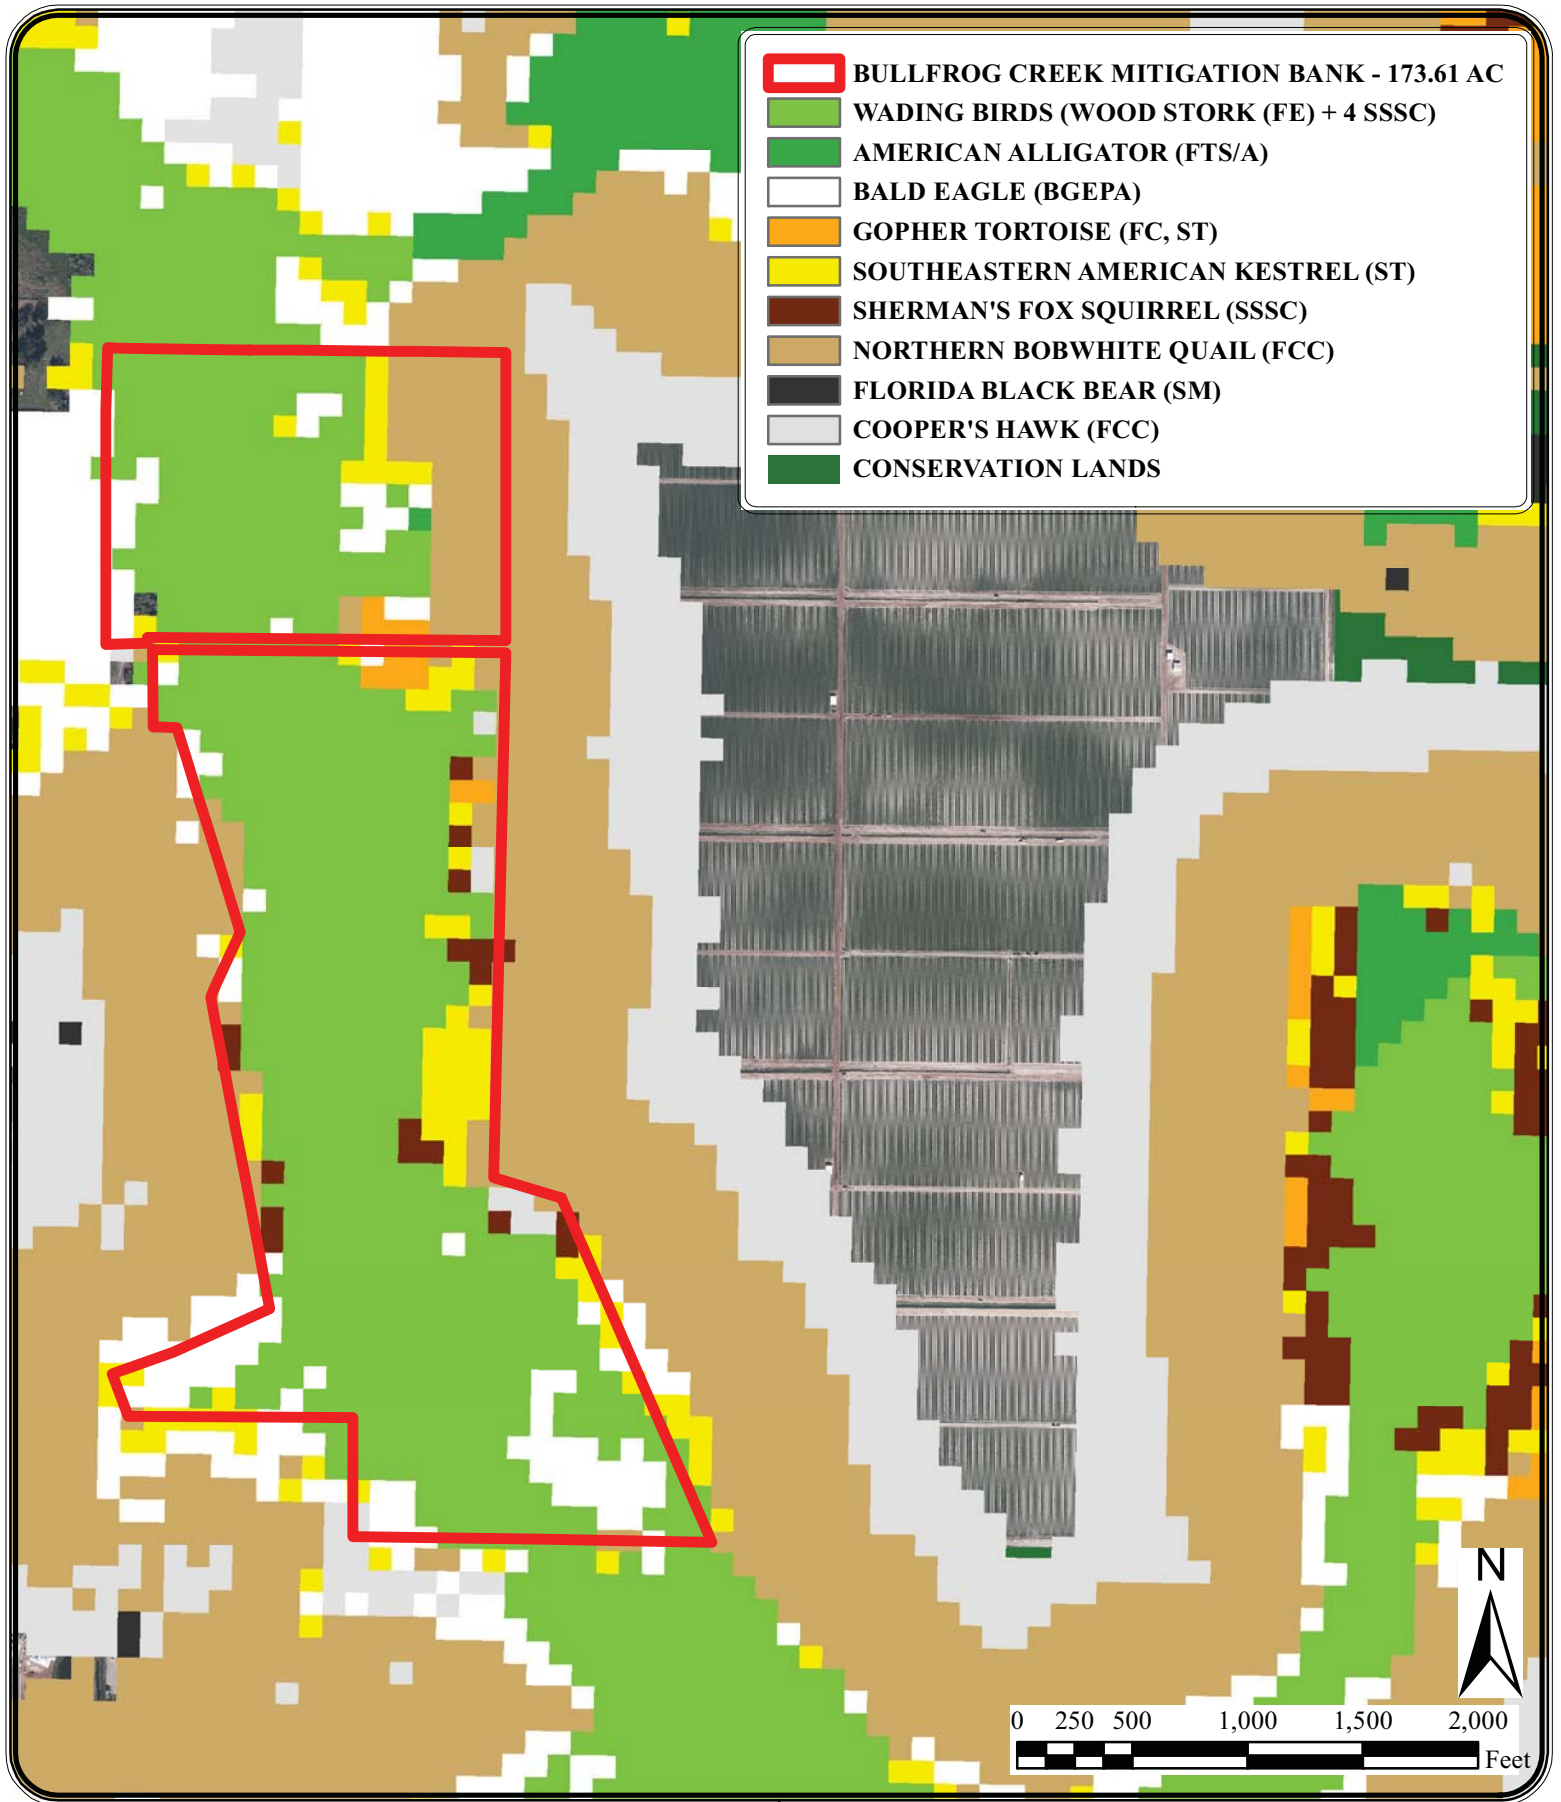 BULLFROG CREEK MITIGATION BANK - 173.61 AC
WADING BIRDS (WOOD STORK (FE) + 4 SSSC)
AMERICAN ALLIGATOR (FTS/A)
BALD EAGLE (BGEPA)
GOPHER TORTOISE (FC, ST)
SOUTHEASTERN AMERICAN KESTREL (ST)
SHERMAN'S FOX SQUIRREL (SSSC)
NORTHERN BOBWHITE QUAIL (FCC)
FLORIDA BLACK BEAR (SM)
COOPER'S HAWK (FCC)
CONSERVATION LANDS
N
0 250 500 1,000 1,500 2,000
Feet